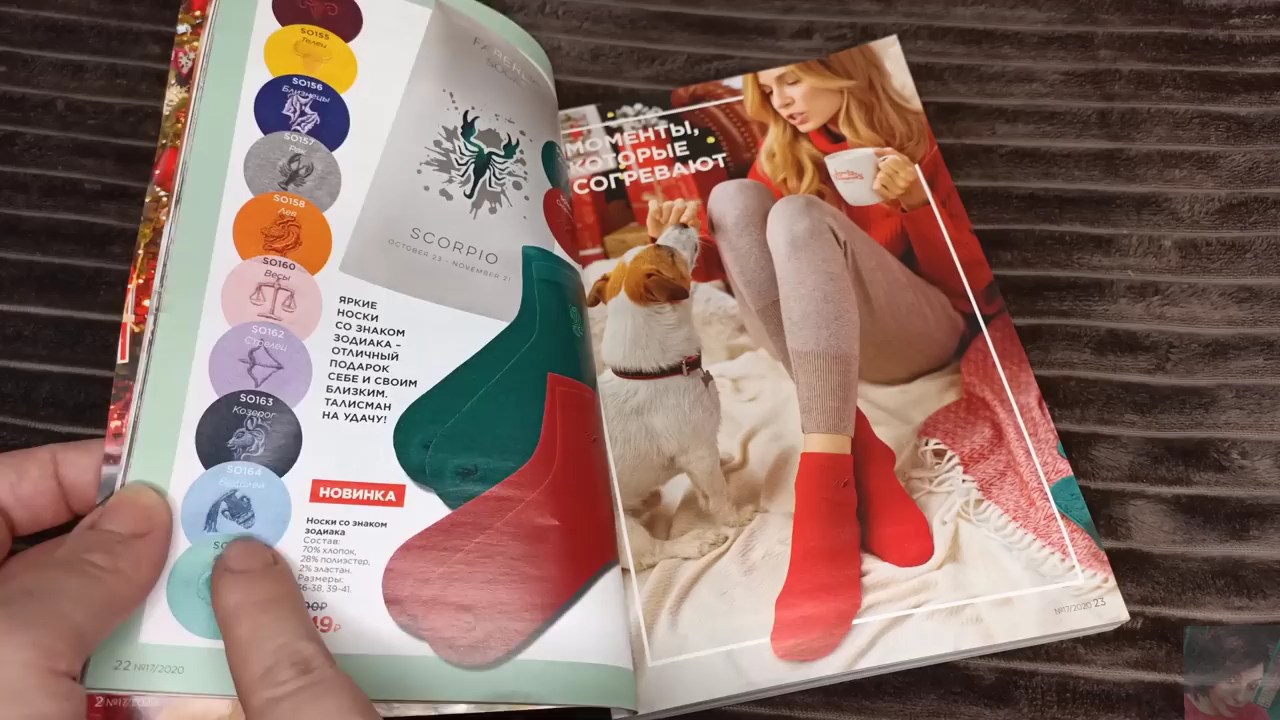 SO155
Телец
SO156
Близнецы
SO157
Рак
SO158
Лев
SO160
Весы
SO162
Стрелец
SO163
Козерог
SO164
Водолей
SCORPIO
OCTOBER 23 - NOVEMBER 21
ЯРКИЕ
НОСКИ
СО ЗНАКОМ
ЗОДИАКА –
ОТЛИЧНЫЙ
ПОДАРОК
СЕБЕ И СВОИМ
БЛИЗКИМ.
ТАЛИСМАН
НА УДАЧУ!
НОВИНКА
Носки со знаком
зодиака
Состав:
70% хлопок,
28% полиэстер,
2% эластан.
Размеры:
39-41.
22 №17/2020
МОМЕНТЫ,
КОТОРЫЕ
СОГРЕВАЮТ
№17/2020 23